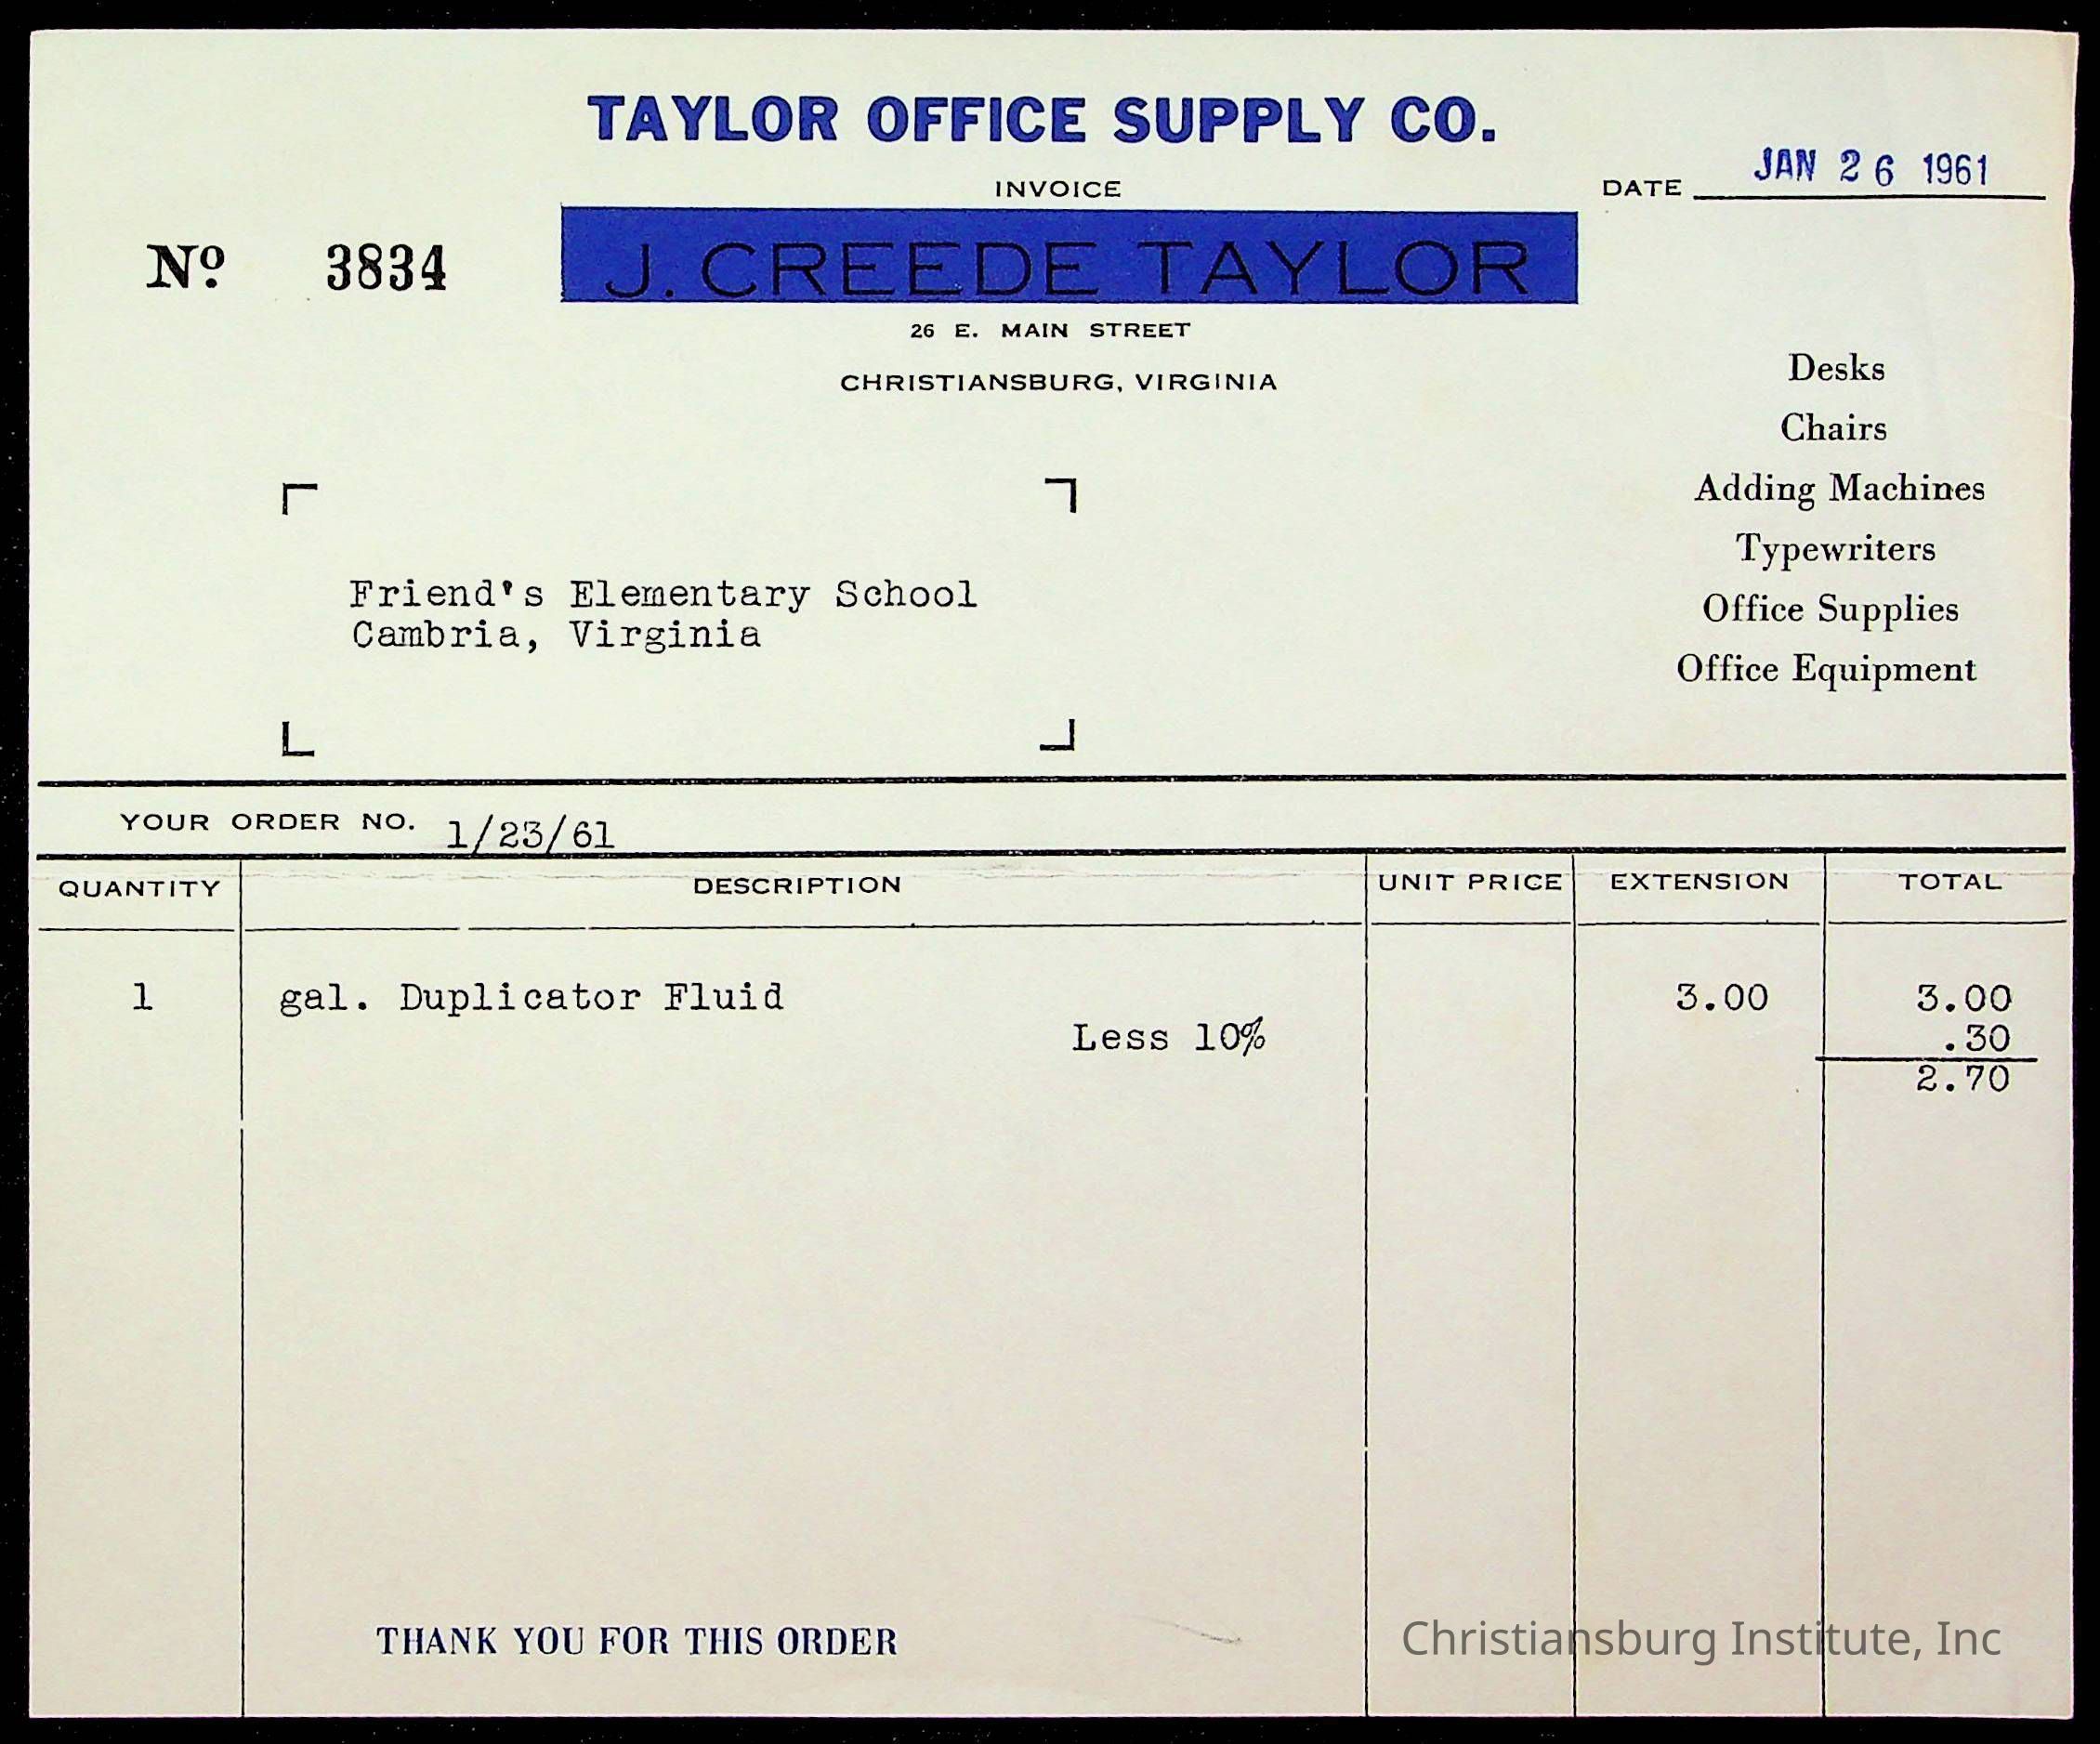 TAYLOR OFFICE SUPPLY CO.
INVOICE
DATE JAN 26 1961
Nº. 3834
J. CREEDE TAYLOR
26 E. MAIN STREET
CHRISTIANSBURG, VIRGINIA
Desks
Chairs
Adding Machines
Typewriters
Office Supplies
Office Equipment
Friend's Elementary School
Cambria, Virginia
YOUR ORDER NO. 1/23/61
QUANTITY DESCRIPTION UNIT PRICE EXTENSION TOTAL
1 gal. Duplicator Fluid 3.00 3.00
Less 10% .30
2.70
THANK YOU FOR THIS ORDER
Christiansburg Institute, Inc